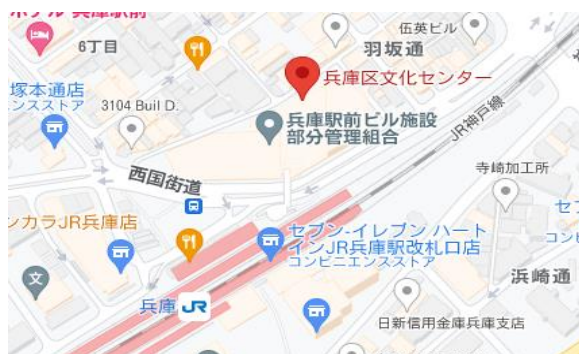 ホテル 兵庫駅前
6丁目
伍英ビル
羽坂通
兵庫区文化センター
塚本通店
エンスストア
3104 Buil D.
兵庫駅前ビル施設
部分管理組合
JR神戸線
西国街道
寺崎加工所
セブ
コンビ
ンカラJR兵庫店
セブン-イレブン ハート
インJR兵庫駅改札口店
コンビニエンスストア
文
兵庫 JR
浜崎通
日新信用金庫兵庫支店